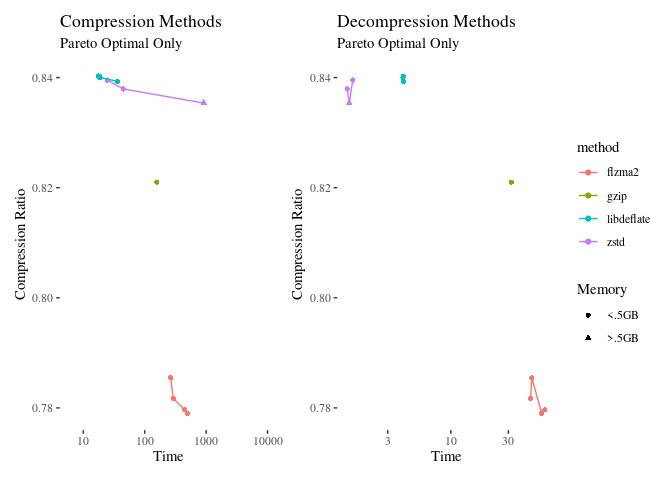 Compression Methods
Pareto Optimal Only
Compression Ratio
0.84
0.82
0.80
0.78
10
100
1000
10000
Time
Decompression Methods
Pareto Optimal Only
Compression Ratio
0.84
0.82
0.80
0.78
3
10
30
Time
method
flzma2
gzip
libdeflate
zstd
Memory
<.5GB
>.5GB